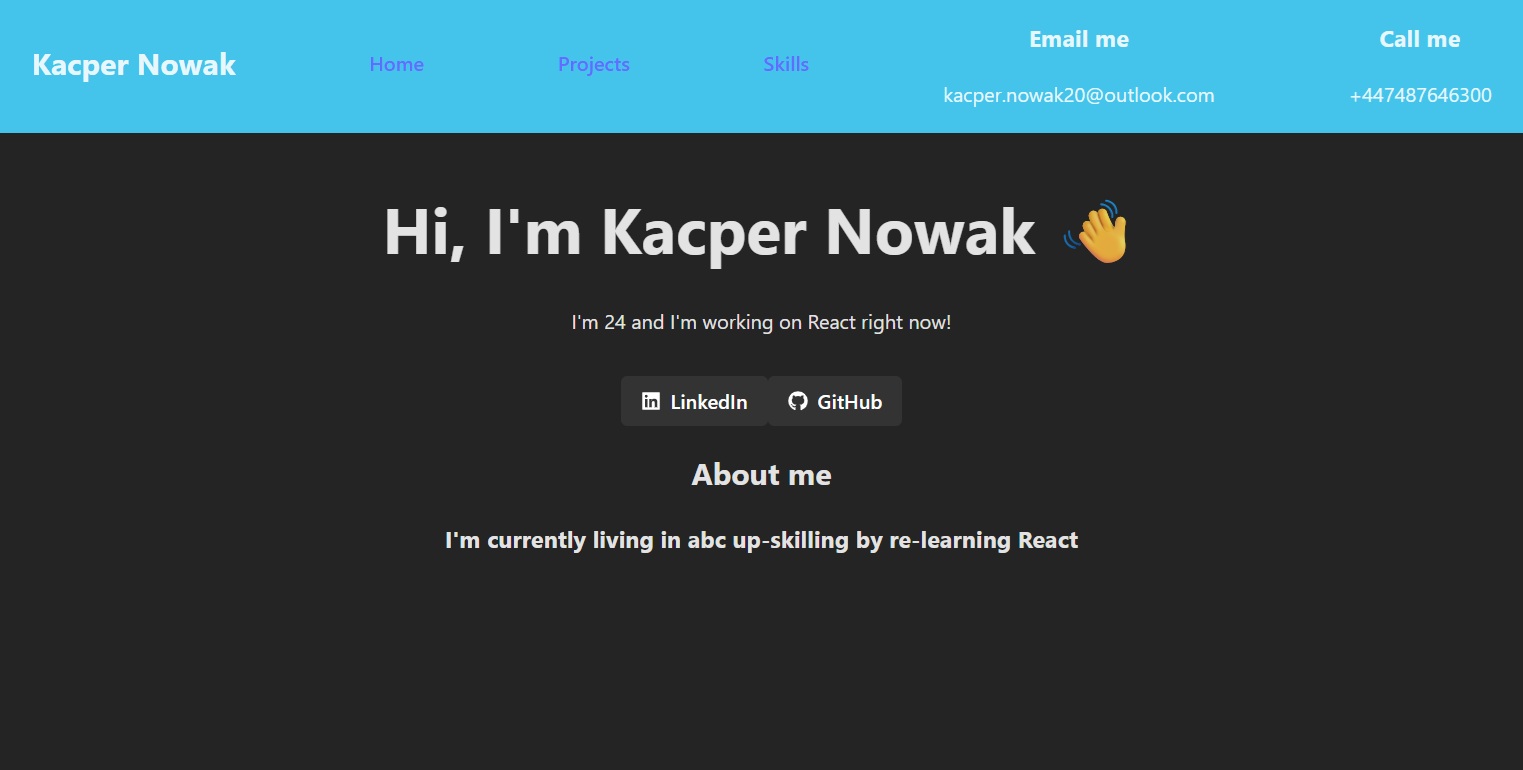 Kacper Nowak
Home
Projects
Skills
Email me
kacper.nowak20@outlook.com
Call me
+447487646300
Hi, I'm Kacper Nowak 👋
I'm 24 and I'm working on React right now!
LinkedIn
GitHub
About me
I'm currently living in abc up-skilling by re-learning React